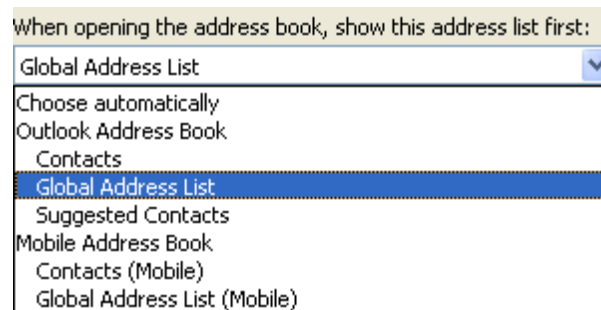 When opening the address book, show this address list first:
Global Address List
Choose automatically
Outlook Address Book
Contacts
Global Address List
Suggested Contacts
Mobile Address Book
Contacts (Mobile)
Global Address List (Mobile)